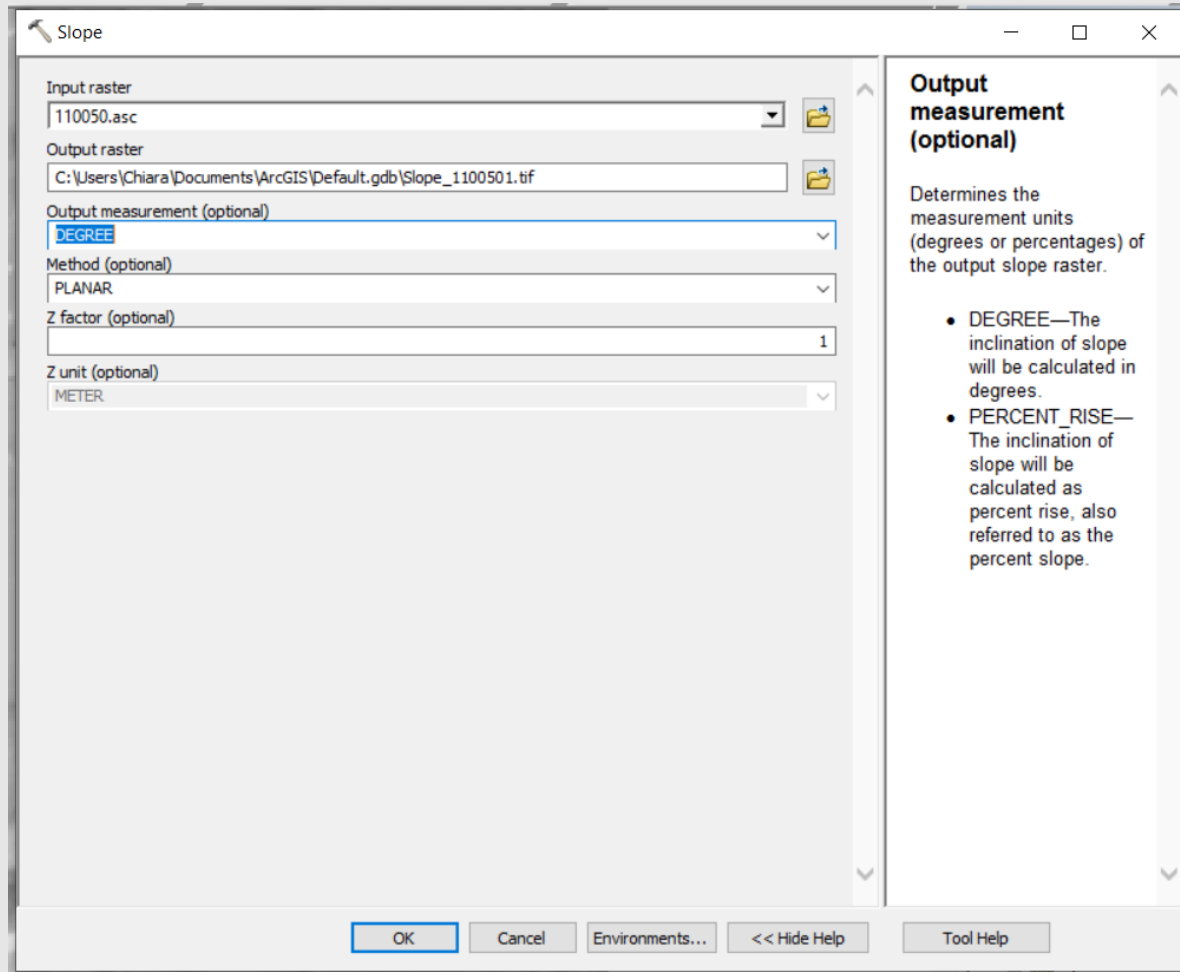 Slope
Input raster
110050.asc
Output raster
C:\Users\Chiara\Documents\ArcGIS\Default.gdb\Slope_1100501.tif
Output measurement (optional)
DEGREE
Method (optional)
PLANAR
Z factor (optional)
1
Z unit (optional)
METER
Output
measurement
(optional)
Determines the
measurement units
(degrees or percentages) of
the output slope raster.
• DEGREE—The
inclination of slope
will be calculated in
degrees.
• PERCENT_RISE—
The inclination of
slope will be
calculated as
percent rise, also
referred to as the
percent slope.
OK
Cancel
Environments...
<< Hide Help
Tool Help